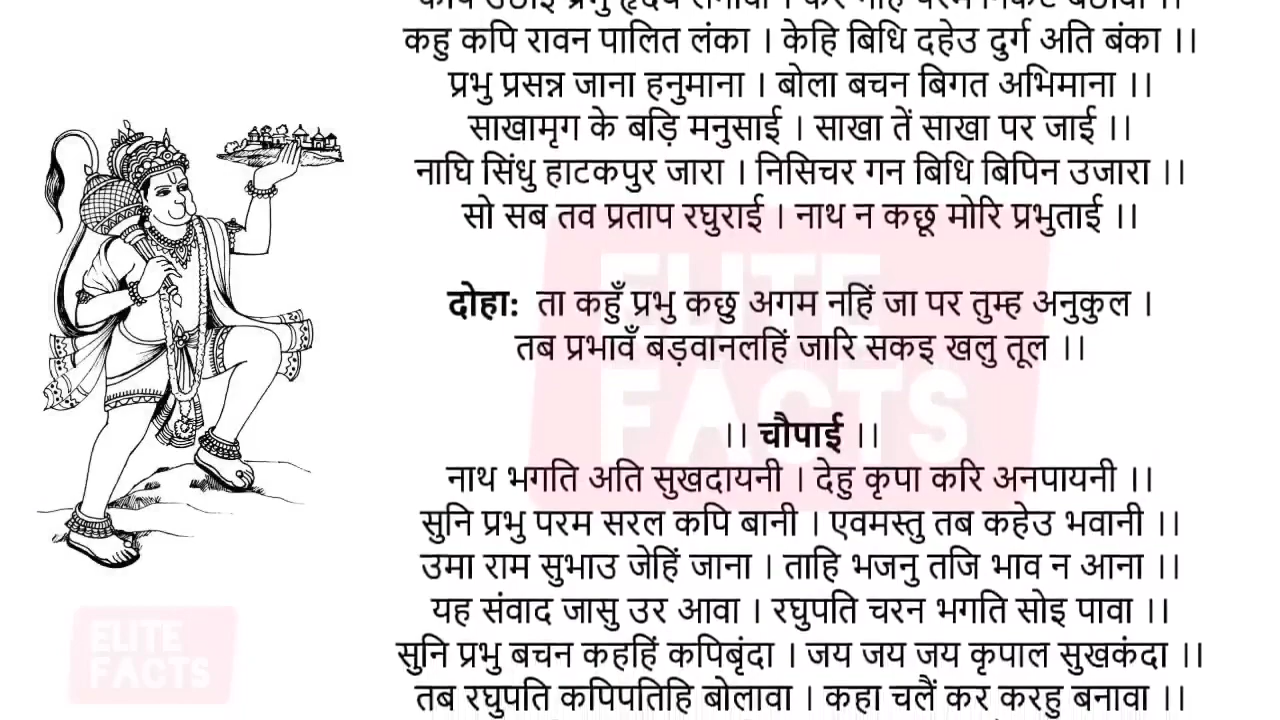 कहु कपि रावन पालित लंका । केहि बिधि दहेउ दुर्ग अति बंका ।।
प्रभु प्रसन्न जाना हनुमाना । बोला बचन बिगत अभिमाना ।।
साखामृग के बड़ि मनुसाई । साखा तें साखा पर जाई ।।
नाघि सिंधु हाटकपुर जारा । निसिचर गन बिधि बिपिन उजारा ।।
सो सब तव प्रताप रघुराई । नाथ न कछू मोरि प्रभुताई ।।
दोहा: ता कहुँ प्रभु कछु अगम नहिं जा पर तुम्ह अनुकुल ।
तब प्रभावँ बड़वानलहिं जारि सकइ खलु तूल ।।
।। चौपाई ।।
नाथ भगति अति सुखदायनी । देहु कृपा करि अनपायनी ।।
सुनि प्रभु परम सरल कपि बानी । एवमस्तु तब कहेउ भवानी ।।
उमा राम सुभाउ जेहिं जाना । ताहि भजनु तजि भाव न आना ।।
यह संवाद जासु उर आवा । रघुपति चरन भगति सोइ पावा ।।
सुनि प्रभु बचन कहहिं कपिबृंदा । जय जय जय कृपाल सुखकंदा ।।
तब रघुपति कपिपतिहि बोलावा । कहा चलैं कर करहु बनावा ।।
ELITE
FACTS
ELITE
FACTS